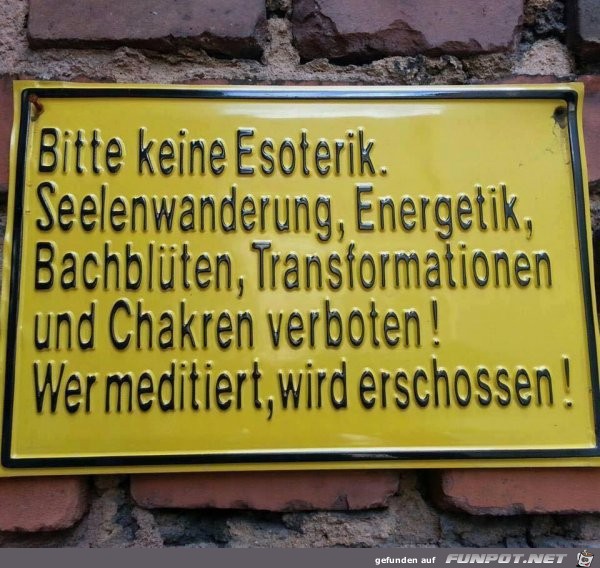 Bitte keine Esoterik.
Seelenwanderung, Energetik,
Bachblüten, Transformationen
und Chakren verboten!
Wer meditiert, wird erschossen!
gefunden auf FUNPOT.NET